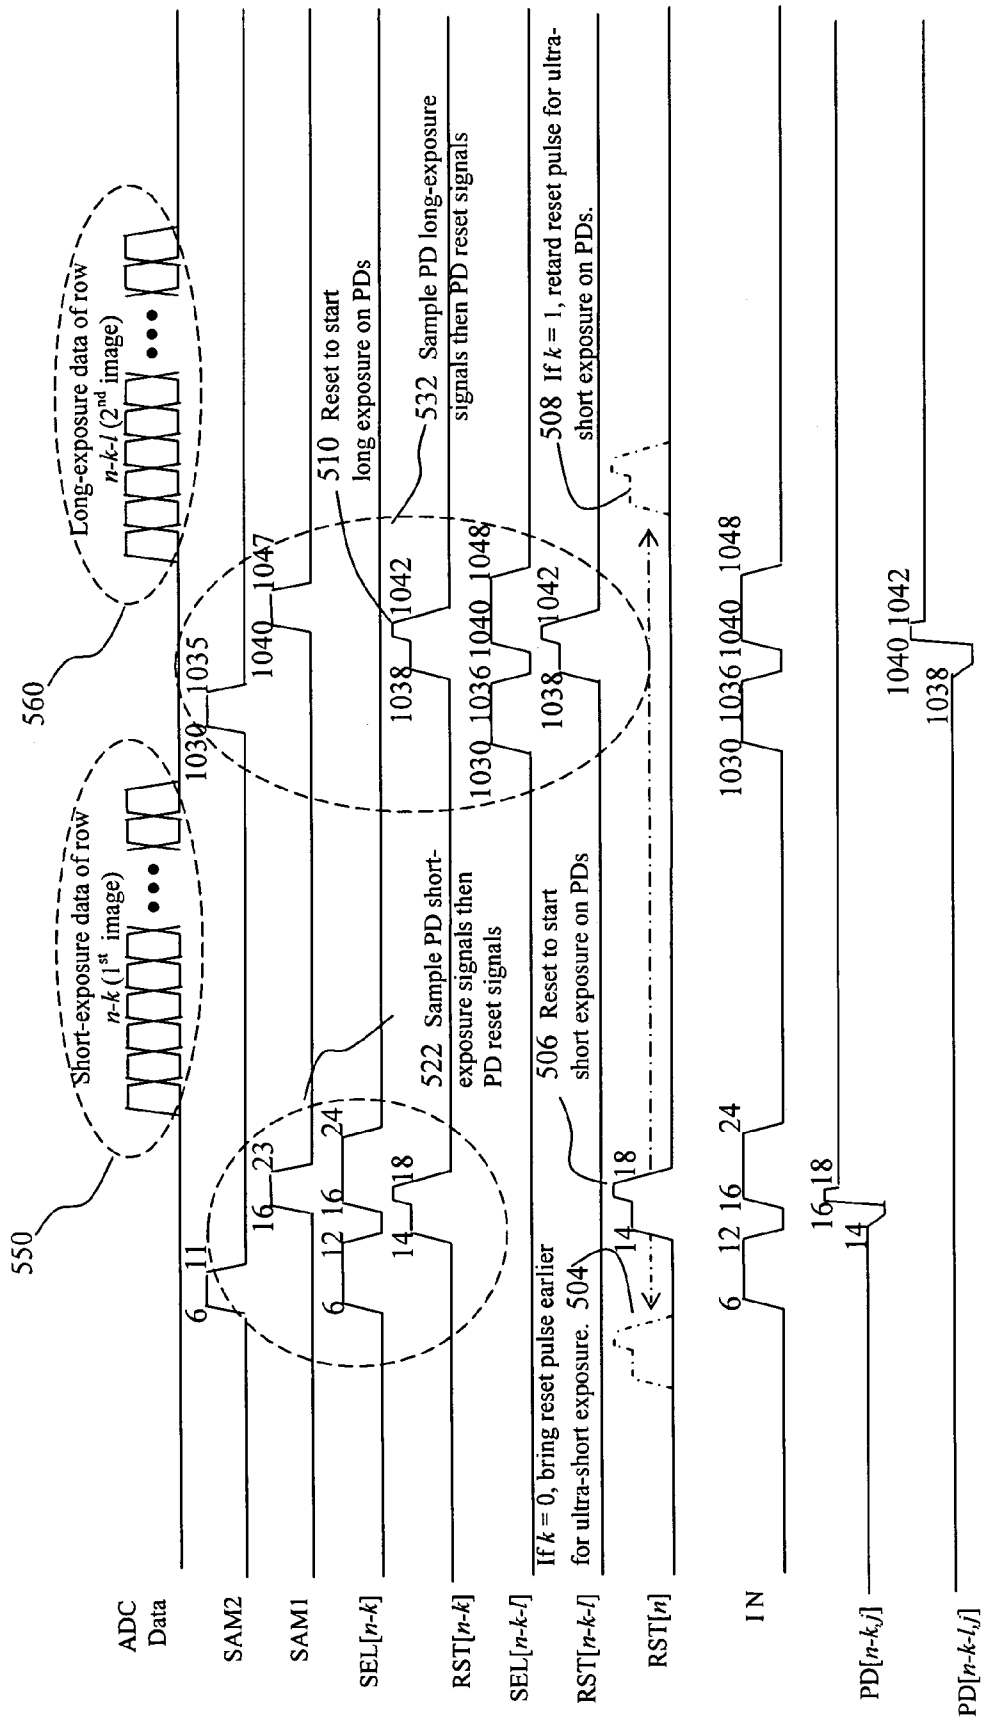 550
560
Short-exposure data of row
n-k (1st image)
Long-exposure data of row
n-k-l (2nd image)
ADC
Data
SAM2
6
11
1030
1035
SAM1
16
23
1040
1047
SEL[n-k]
6
12
16
24
RST[n-k]
14
18
1038
1042
SEL[n-k-l]
1030
1036
1040
1048
RST[n-k-l]
1038
1042
RST[n]
14
18
522 Sample PD short-
exposure signals then
PD reset signals
510 Reset to start
long exposure on PDs
532 Sample PD long-exposure
signals then PD reset signals
If k = 0, bring reset pulse earlier
for ultra-short exposure. 504
506 Reset to start
short exposure on PDs
508 If k = 1, retard reset pulse for ultra-
short exposure on PDs.
IN
6
12
16
24
1030
1036
1040
1048
PD[n-k,j]
14
16
18
PD[n-k-l,j]
1038
1040
1042